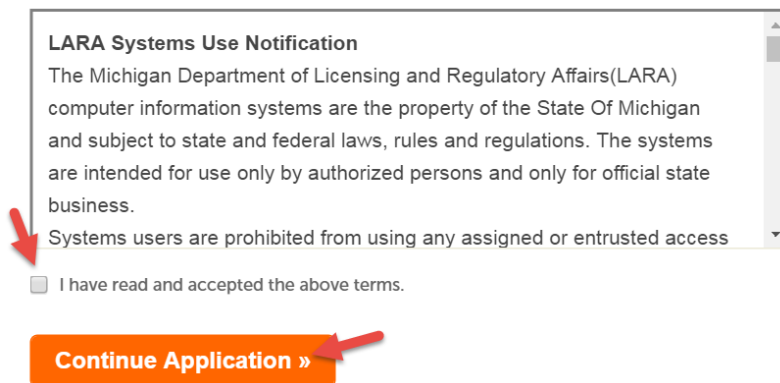 LARA Systems Use Notification
The Michigan Department of Licensing and Regulatory Affairs(LARA)
computer information systems are the property of the State Of Michigan
and subject to state and federal laws, rules and regulations. The systems
are intended for use only by authorized persons and only for official state
business.
Systems users are prohibited from using any assigned or entrusted access
I have read and accepted the above terms.
Continue Application »